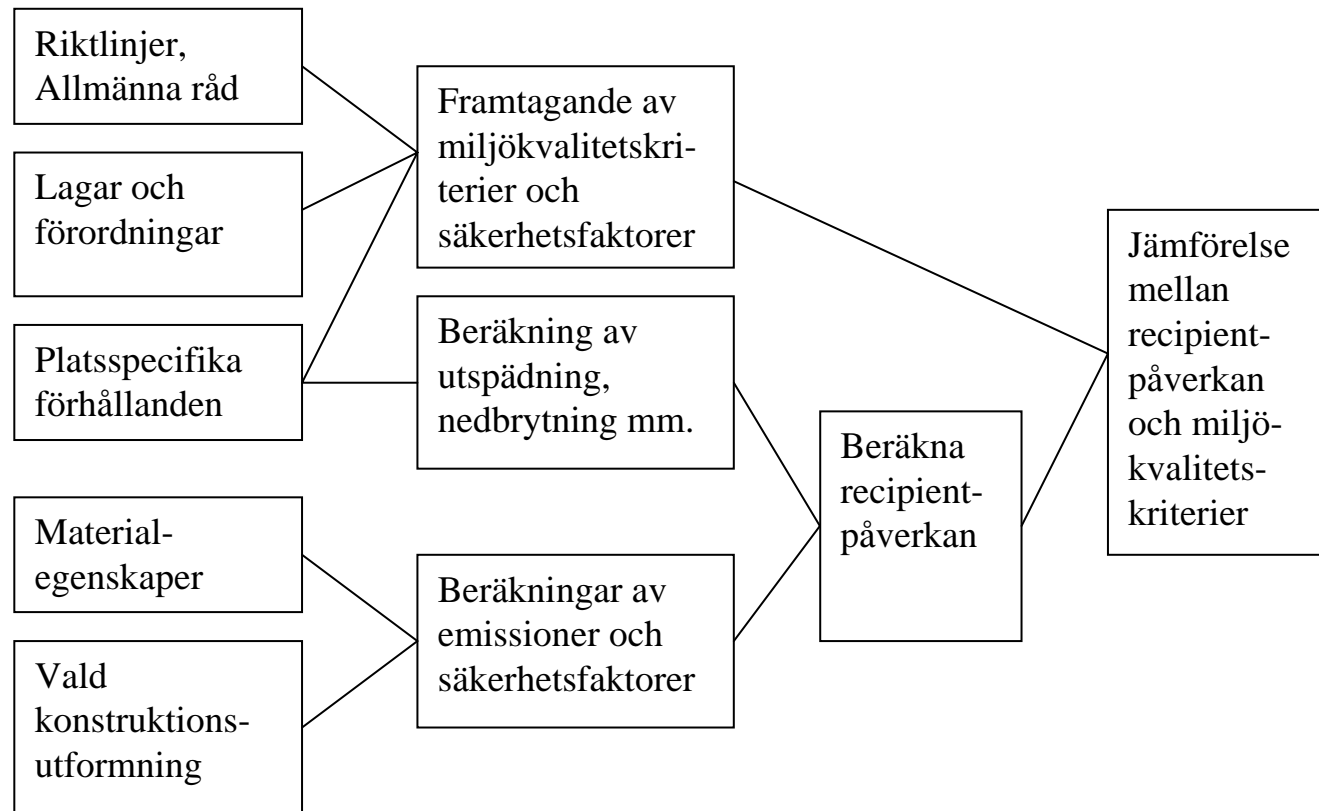 Riktlinjer,
Allmänna råd
Lagar och
förordningar
Platsspecifika
förhållanden
Material-
egenskaper
Vald
konstruktions-
utformning
Framtagande av
miljökvalitetskri-
terier och
säkerhetsfaktorer
Beräkning av
utspädning,
nedbrytning mm.
Beräkningar av
emissioner och
säkerhetsfaktorer
Beräkna
recipient-
påverkan
Jämförelse
mellan
recipient-
påverkan
och miljö-
kvalitets-
kriterier